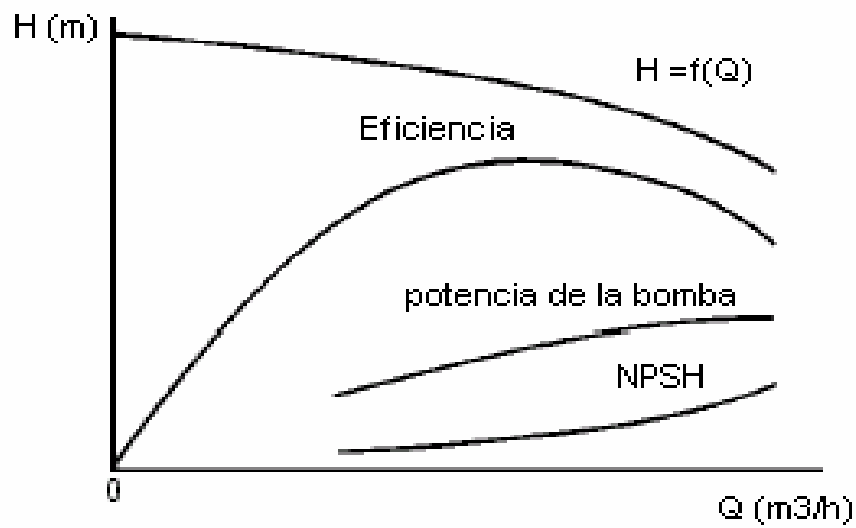 H (m)
H =f(Q)
Eficiencia
potencia de la bomba
NPSH
0
Q (m3/h)